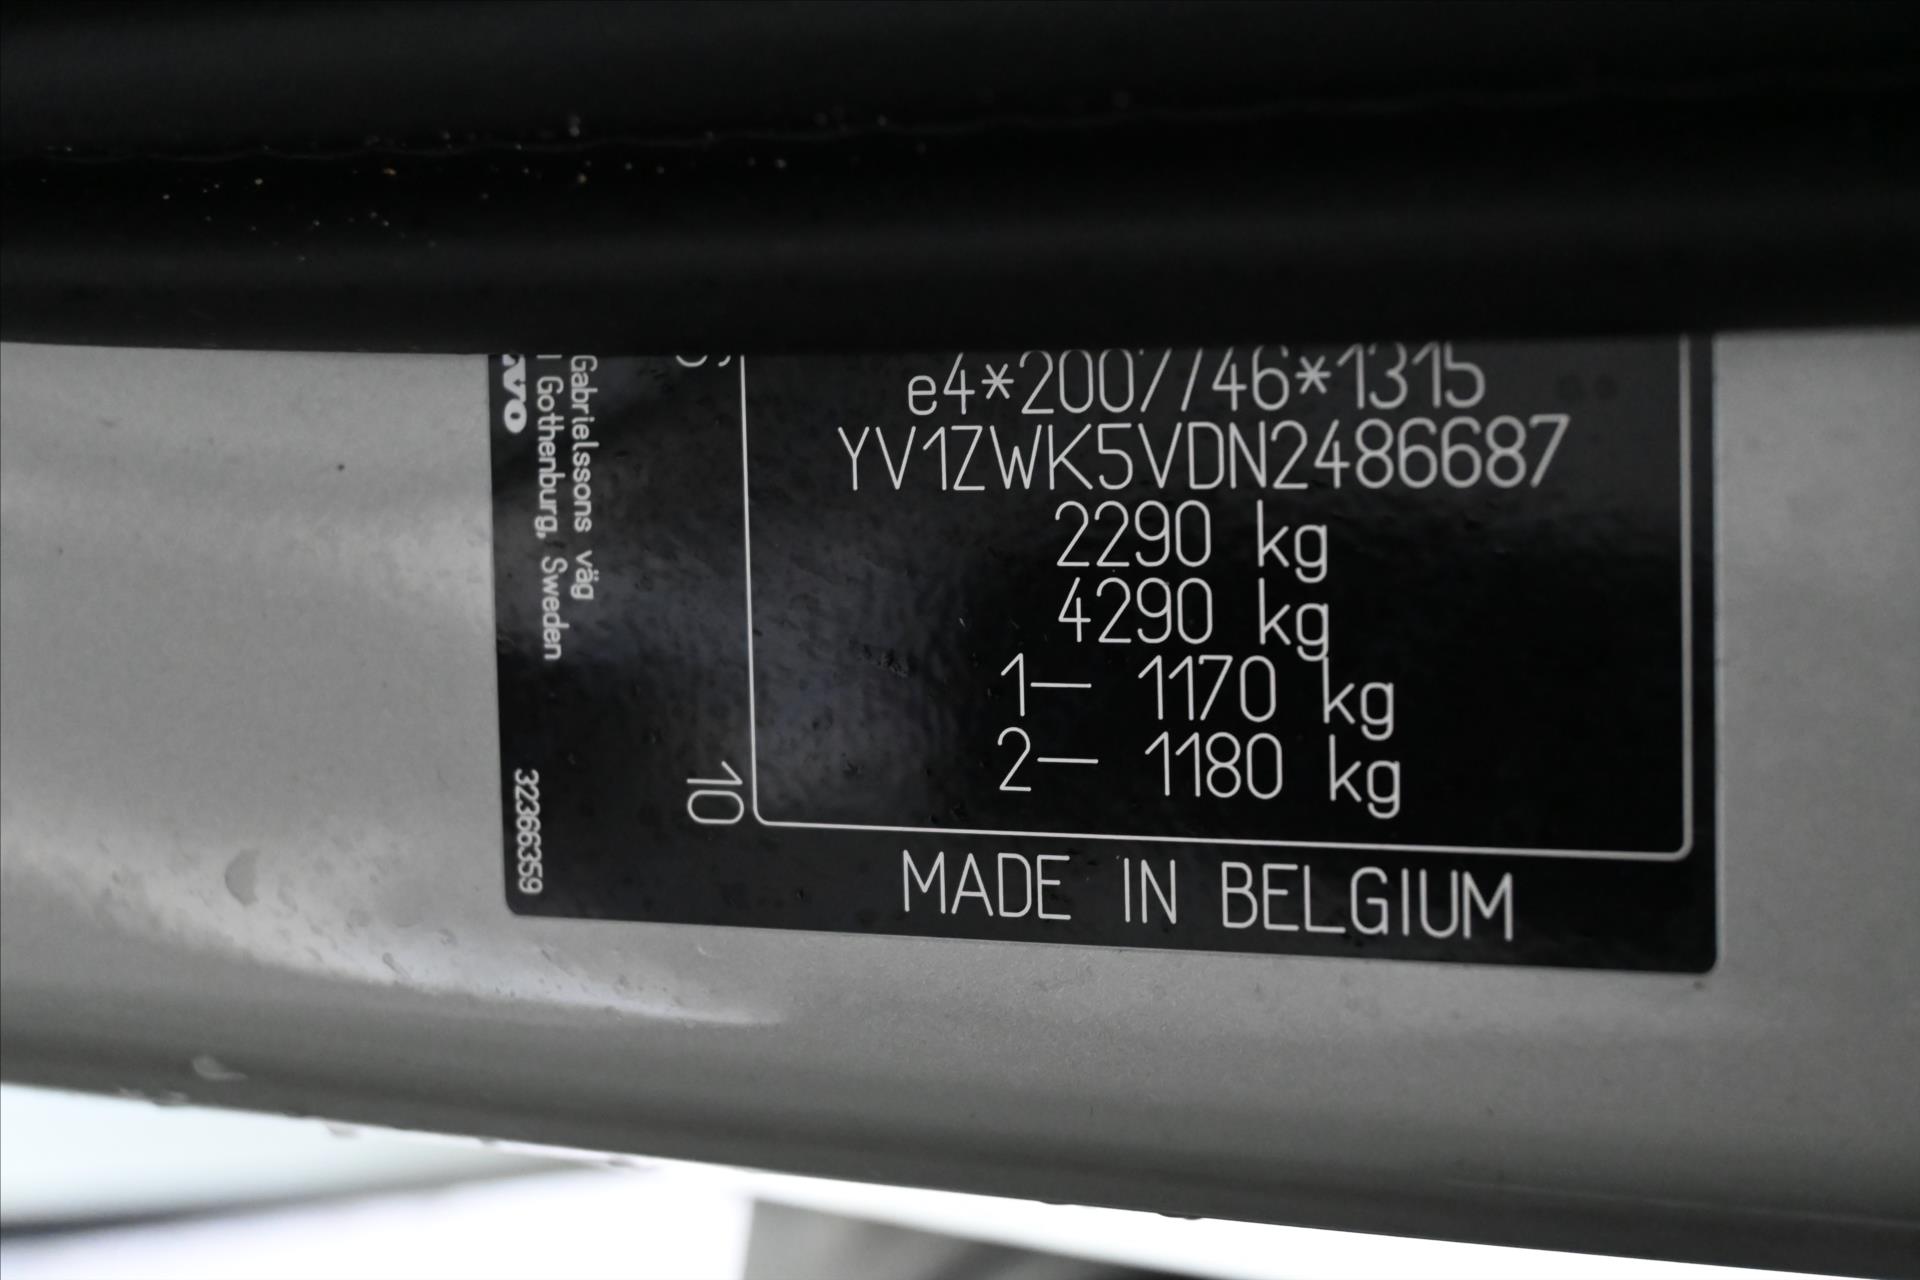 e4*2007/46*1315
YV1ZWK5VDN2486687
2290 kg
4290 kg
1— 1170 kg
2— 1180 kg
MADE IN BELGIUM
10
Gabrielssons väg
Gothenburg, Sweden
32366359